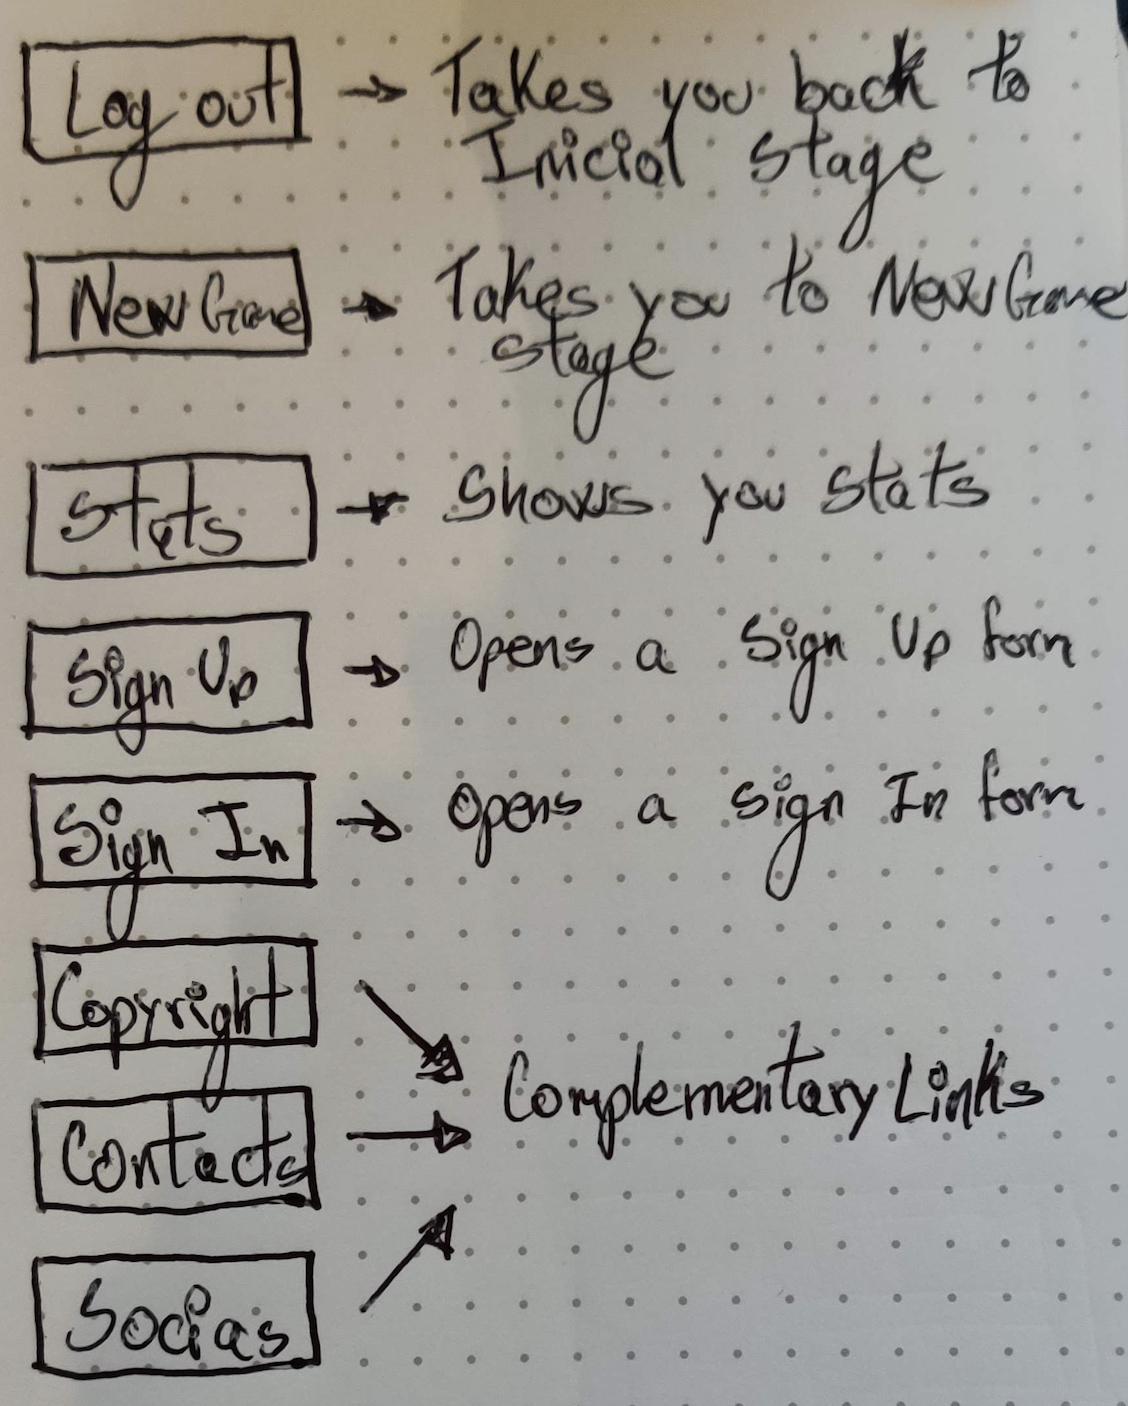 Log out → Takes you back to
Inicial stage
New Game → Takes you to New Game
stage
Stats → Shows you stats
Sign Up → Opens a Sign Up form
Sign In → Opens a Sign In form
Copyright
Complementary Links
Contacts
Socias